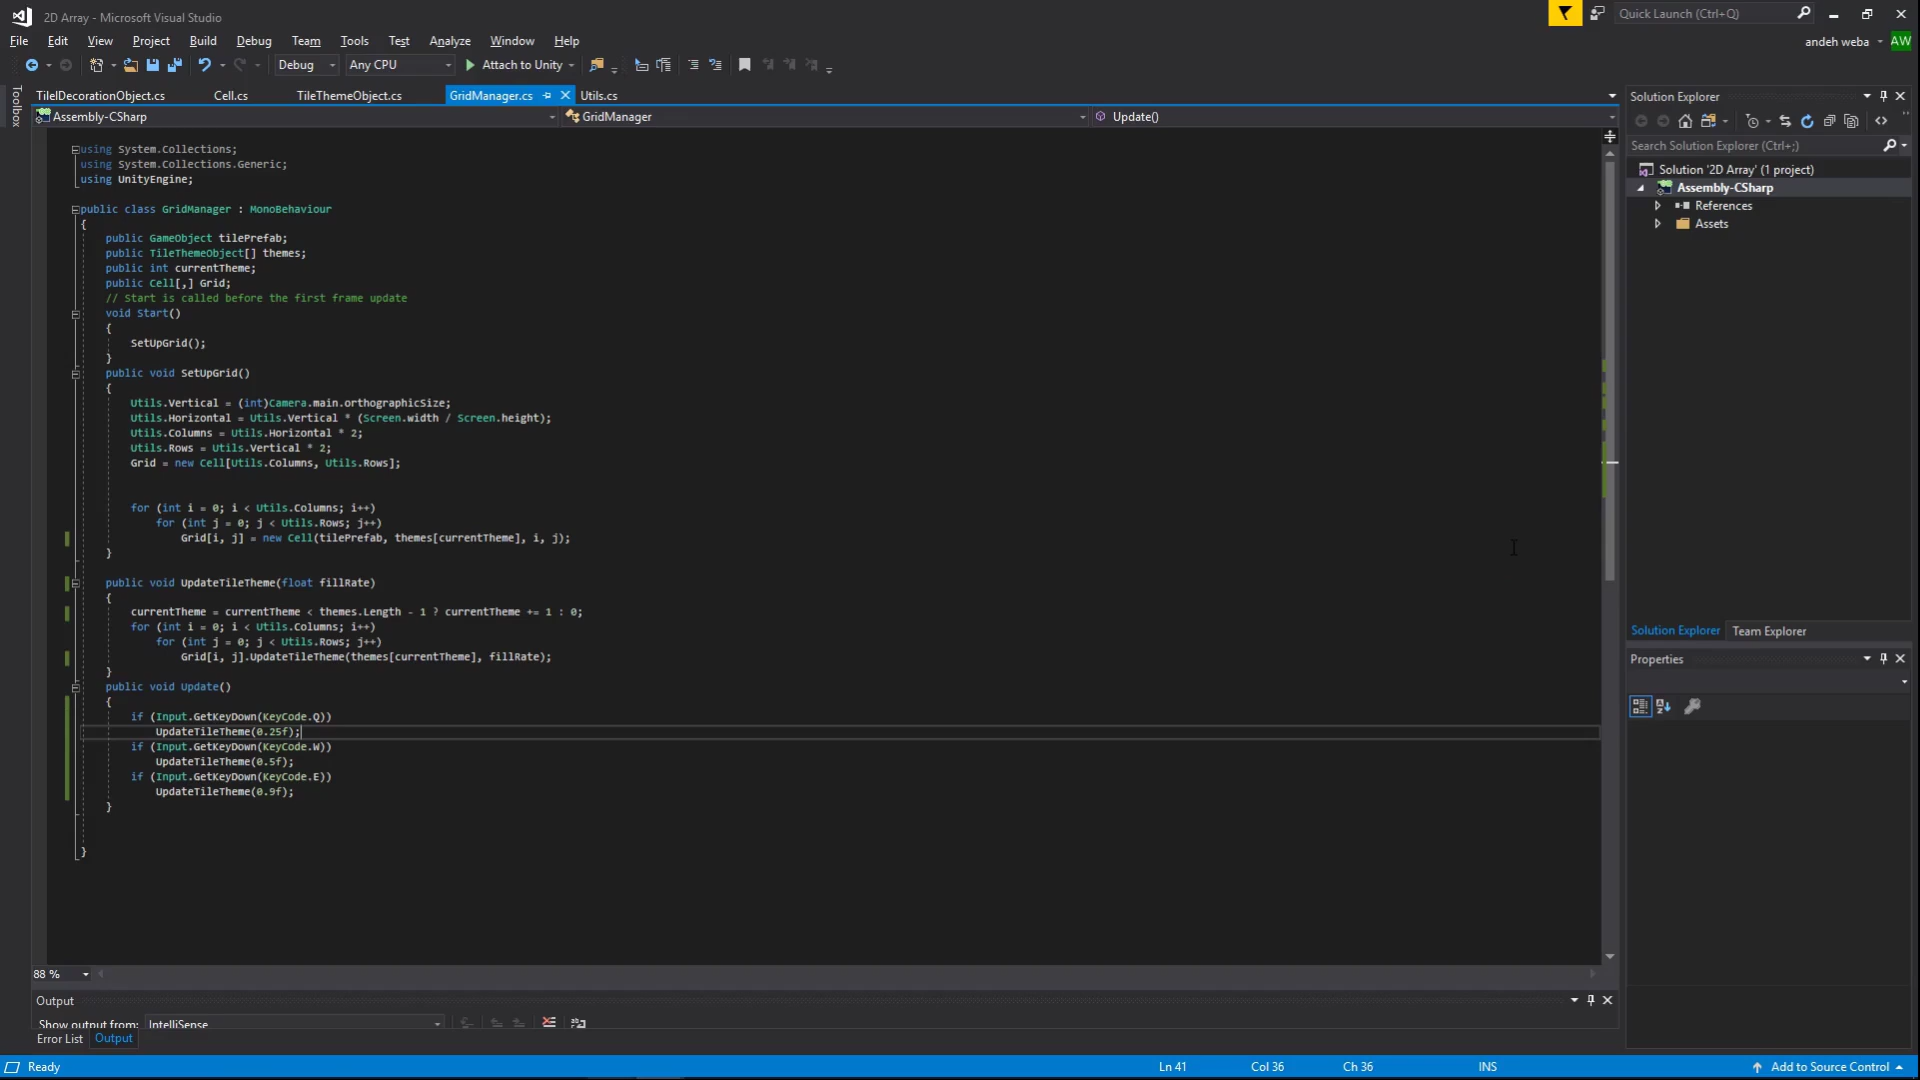 2D Array - Microsoft Visual Studio
Quick Launch (Ctrl+Q)
File Edit View Project Build Debug Team Tools Test Analyze Window Help
andeh weba AW
Debug Any CPU Attach to Unity
Toolbox
TilelDecorationObject.cs Cell.cs TileThemeObject.cs GridManager.cs Utils.cs
Assembly-CSharp GridManager Update()
using System.Collections;
using System.Collections.Generic;
using UnityEngine;
public class GridManager : MonoBehaviour
{
public GameObject tilePrefab;
public TileThemeObject[] themes;
public int currentTheme;
public Cell[,] Grid;
// Start is called before the first frame update
void Start()
{
SetUpGrid();
}
public void SetUpGrid()
{
Utils.Vertical = (int)Camera.main.orthographicSize;
Utils.Horizontal = Utils.Vertical * (Screen.width / Screen.height);
Utils.Columns = Utils.Horizontal * 2;
Utils.Rows = Utils.Vertical * 2;
Grid = new Cell[Utils.Columns, Utils.Rows];
for (int i = 0; i < Utils.Columns; i++)
for (int j = 0; j < Utils.Rows; j++)
Grid[i, j] = new Cell(tilePrefab, themes[currentTheme], i, j);
}
public void UpdateTileTheme(float fillRate)
{
currentTheme = currentTheme < themes.Length - 1 ? currentTheme += 1 : 0;
for (int i = 0; i < Utils.Columns; i++)
for (int j = 0; j < Utils.Rows; j++)
Grid[i, j].UpdateTileTheme(themes[currentTheme], fillRate);
}
public void Update()
{
if (Input.GetKeyDown(KeyCode.Q))
UpdateTileTheme(0.25f);
if (Input.GetKeyDown(KeyCode.W))
UpdateTileTheme(0.5f);
if (Input.GetKeyDown(KeyCode.E))
UpdateTileTheme(0.9f);
}
}
88 %
Output
Show output from: IntelliSense
Error List Output
Solution Explorer
Search Solution Explorer (Ctrl+;)
Solution '2D Array' (1 project)
Assembly-CSharp
References
Assets
Solution Explorer Team Explorer
Properties
Ready Ln 41 Col 36 Ch 36 INS Add to Source Control